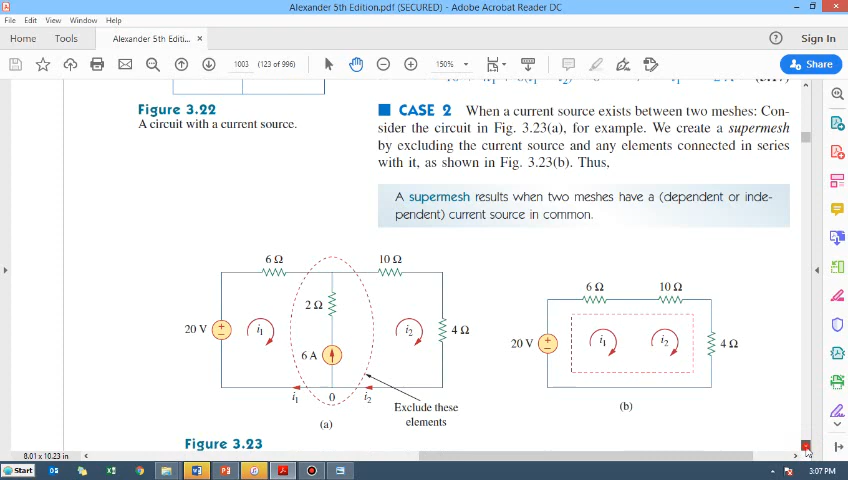 Alexander 5th Edition.pdf (SECURED) - Adobe Acrobat Reader DC
File Edit View Window Help
Home Tools Alexander 5th Editi... × Sign In
1003 (123 of 996) 150% Share
Figure 3.22
A circuit with a current source.
CASE 2 When a current source exists between two meshes: Con-
sider the circuit in Fig. 3.23(a), for example. We create a supermesh
by excluding the current source and any elements connected in series
with it, as shown in Fig. 3.23(b). Thus,
A supermesh results when two meshes have a (dependent or inde-
pendent) current source in common.
6 Ω 10 Ω
2 Ω
20 V i1 i2 4 Ω
6 A
i1 0 i2
Exclude these
elements
(a)
6 Ω 10 Ω
20 V i1 i2 4 Ω
(b)
Figure 3.23
8.01 x 10.23 in
Start 3:07 PM